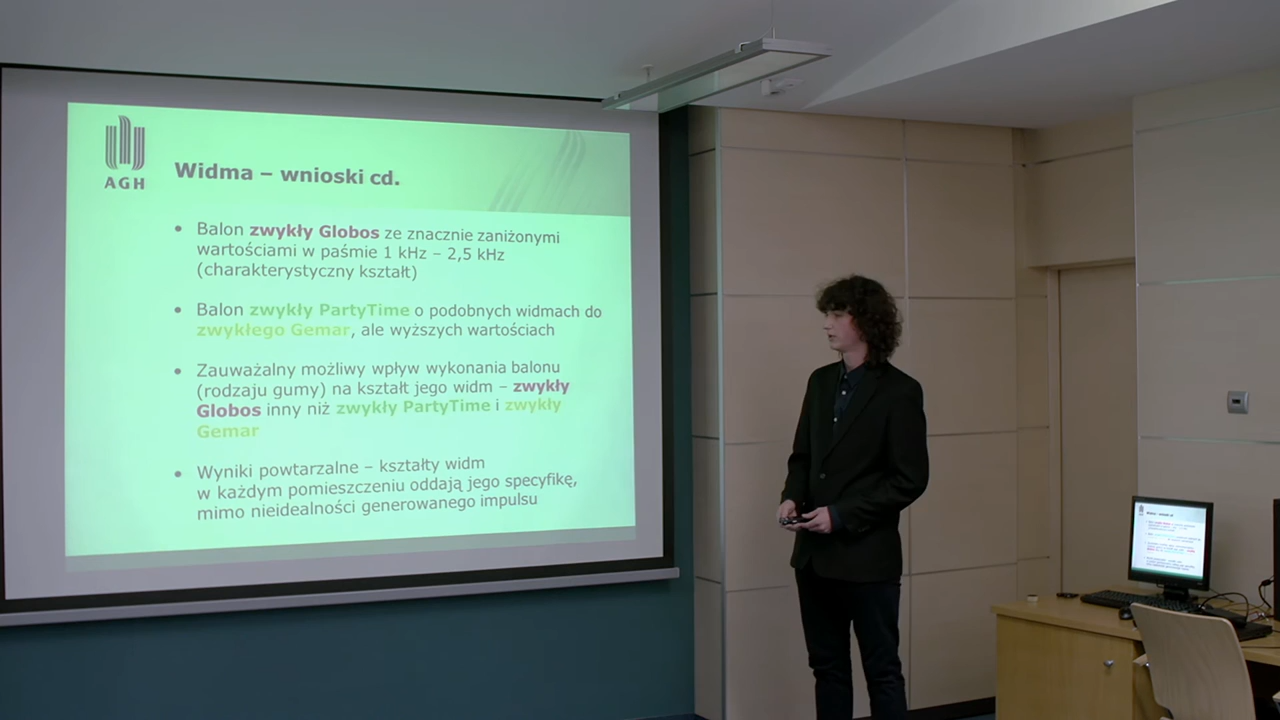 AGH
Widma – wnioski cd.
• Balon zwykły Globos ze znacznie zaniżonymi
wartościami w paśmie 1 kHz – 2,5 kHz
(charakterystyczny kształt)
• Balon zwykły PartyTime o podobnych widmach do
zwykłego Gemar, ale wyższych wartościach
• Zauważalny możliwy wpływ wykonania balonu
(rodzaju gumy) na kształt jego widm – zwykły
Globos inny niż zwykły PartyTime i zwykły
Gemar
• Wyniki powtarzalne – kształty widm
w każdym pomieszczeniu oddają jego specyfikę,
mimo nieidealności generowanego impulsu
Widma – wnioski cd.